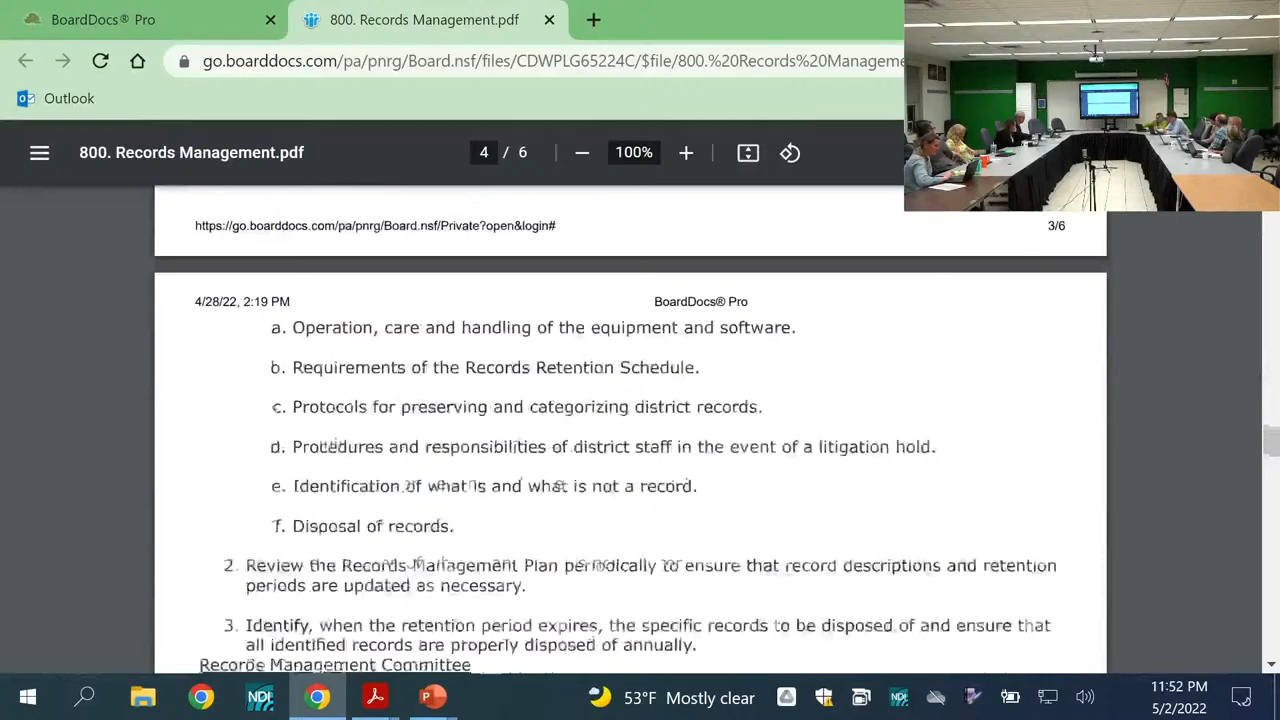 BoardDocs® Pro
800. Records Management.pdf
go.boarddocs.com/pa/pnrg/Board.nsf/files/CDWPLG65224C/$file/800.%20Records%20Manageme
Outlook
800. Records Management.pdf
4 / 6
100%
https://go.boarddocs.com/pa/pnrg/Board.nsf/Private?open&login#
3/6
4/28/22, 2:19 PM
BoardDocs® Pro
a. Operation, care and handling of the equipment and software.
b. Requirements of the Records Retention Schedule.
c. Protocols for preserving and categorizing district records.
d. Procedures and responsibilities of district staff in the event of a litigation hold.
e. Identification of what is and what is not a record.
f. Disposal of records.
2. Review the Records Management Plan periodically to ensure that record descriptions and retention
periods are updated as necessary.
3. Identify, when the retention period expires, the specific records to be disposed of and ensure that
all identified records are properly disposed of annually.
Records Management Committee
53°F Mostly clear
11:52 PM
5/2/2022